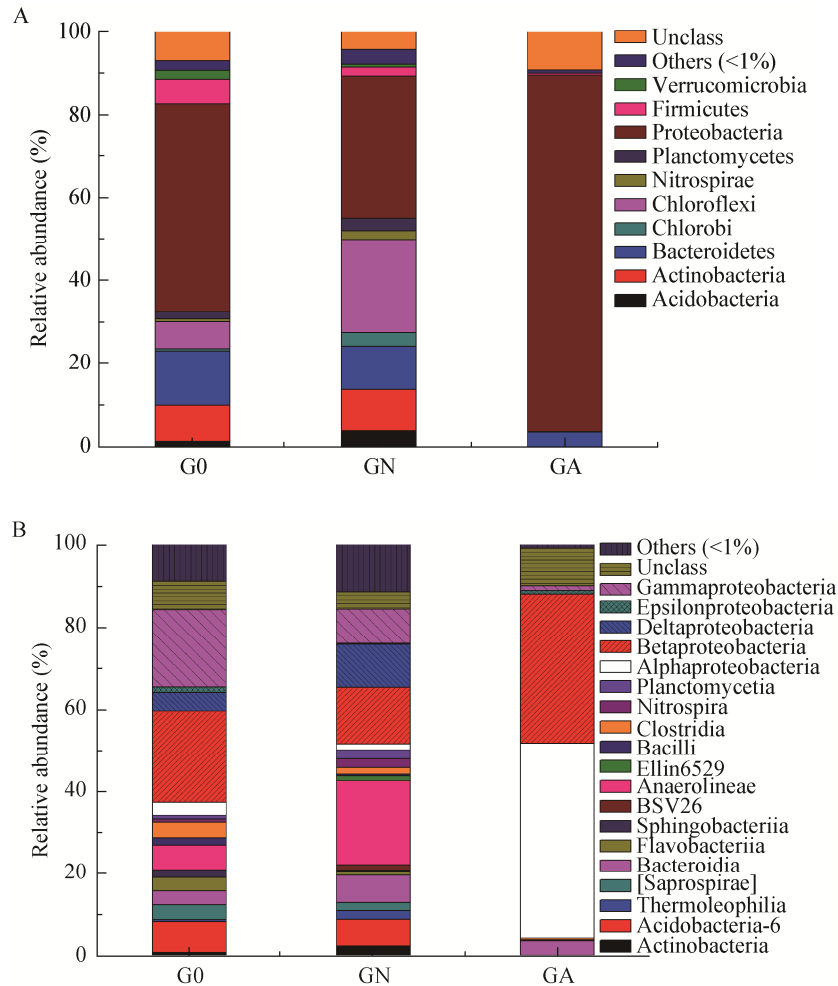 A
100
80
60
40
20
0
Relative abundance (%)
G0
GN
GA
Unclass
Others (<1%)
Verrucomicrobia
Firmicutes
Proteobacteria
Planctomycetes
Nitrospirae
Chloroflexi
Chlorobi
Bacteroidetes
Actinobacteria
Acidobacteria
B
100
80
60
40
20
0
Relative abundance (%)
G0
GN
GA
Others (<1%)
Unclass
Gammaproteobacteria
Epsilonproteobacteria
Deltaproteobacteria
Betaproteobacteria
Alphaproteobacteria
Planctomycetia
Nitrospira
Clostridia
Bacilli
Ellin6529
Anaerolineae
BSV26
Sphingobacteriia
Flavobacteriia
Bacteroidia
[Saprospirae]
Thermoleophilia
Acidobacteria-6
Actinobacteria